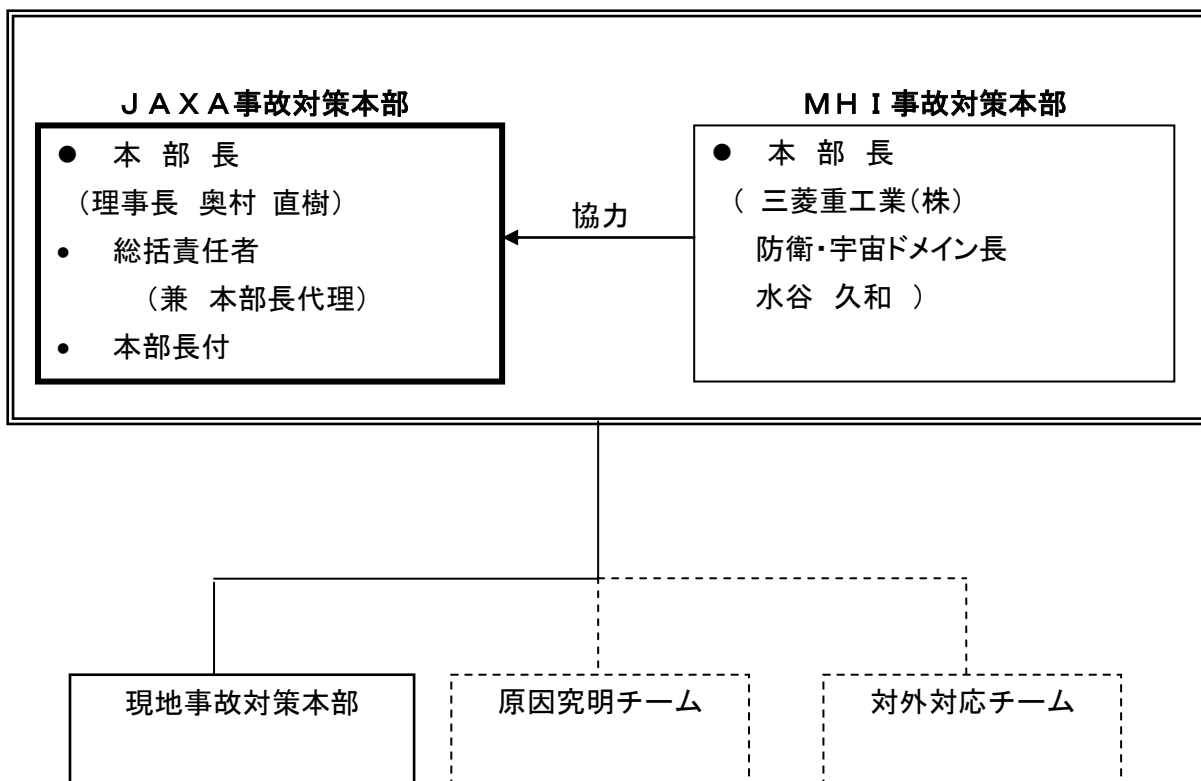 JAXA事故対策本部
● 本 部 長
(理事長 奥村 直樹)
• 総括責任者
(兼 本部長代理)
• 本部長付
協力
MHI事故対策本部
● 本 部 長
( 三菱重工業(株)
防衛・宇宙ドメイン長
水谷 久和 )
現地事故対策本部
原因究明チーム
対外対応チーム